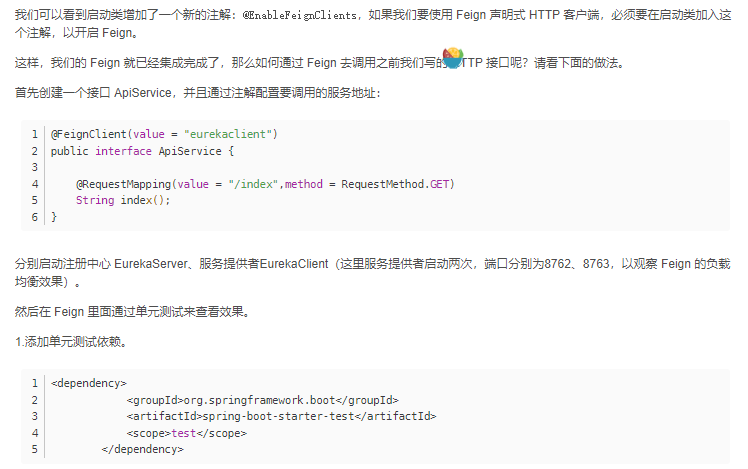 我们可以看到启动类增加了一个新的注解：@EnableFeignClients，如果我们要使用 Feign 声明式 HTTP 客户端，必须要在启动类加入这
个注解，以开启 Feign。
这样，我们的 Feign 就已经集成完成了，那么如何通过 Feign 去调用之前我们写的 TTP 接口呢？请看下面的做法。
首先创建一个接口 ApiService，并且通过注解配置要调用的服务地址：
1 @FeignClient(value = "eurekaclient")
2 public interface ApiService {
3
4     @RequestMapping(value = "/index",method = RequestMethod.GET)
5     String index();
6 }
分别启动注册中心 EurekaServer、服务提供者EurekaClient（这里服务提供者启动两次，端口分别为8762、8763，以观察 Feign 的负载
均衡效果）。
然后在 Feign 里面通过单元测试来查看效果。
1.添加单元测试依赖。
1 <dependency>
2             <groupId>org.springframework.boot</groupId>
3             <artifactId>spring-boot-starter-test</artifactId>
4             <scope>test</scope>
5         </dependency>